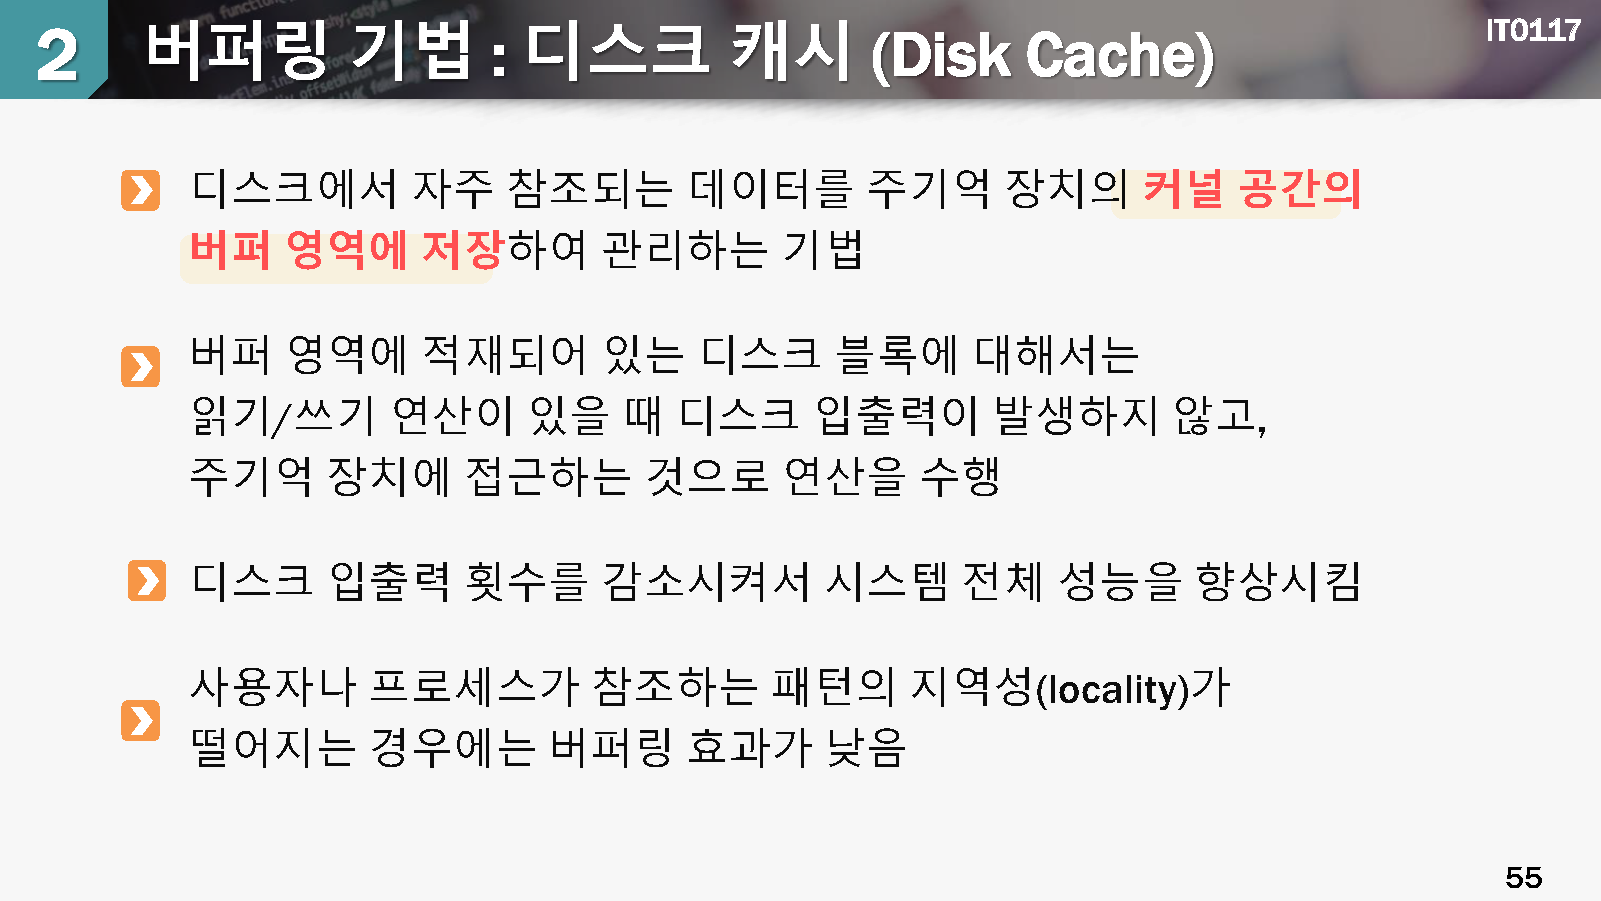 2 버퍼링 기법 : 디스크 캐시 (Disk Cache)
IT0117
디스크에서 자주 참조되는 데이터를 주기억 장치의 커널 공간의
버퍼 영역에 저장하여 관리하는 기법
버퍼 영역에 적재되어 있는 디스크 블록에 대해서는
읽기/쓰기 연산이 있을 때 디스크 입출력이 발생하지 않고,
주기억 장치에 접근하는 것으로 연산을 수행
디스크 입출력 횟수를 감소시켜서 시스템 전체 성능을 향상시킴
사용자나 프로세스가 참조하는 패턴의 지역성(locality)가
떨어지는 경우에는 버퍼링 효과가 낮음
55